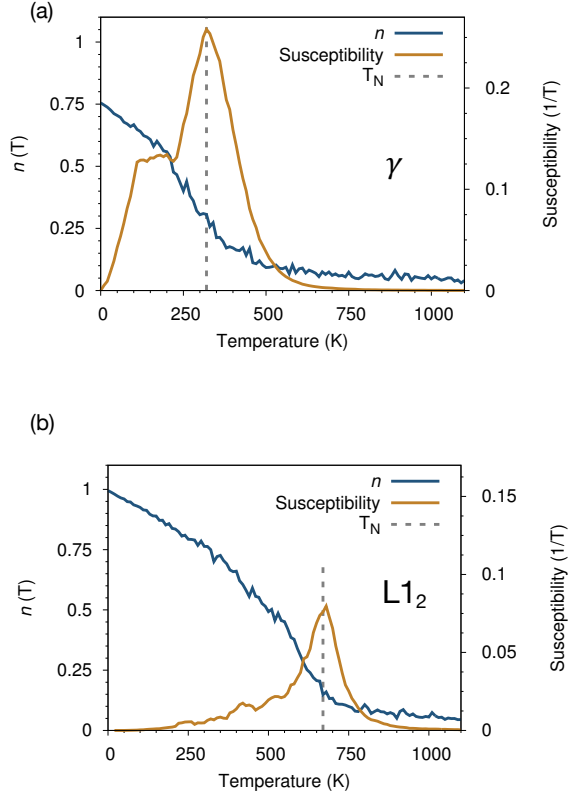 (a)
n
Susceptibility
T_N
1
0.75
0.5
0.25
0
n (T)
0.2
0.1
0
Susceptibility (1/T)
γ
0 250 500 750 1000
Temperature (K)
(b)
n
Susceptibility
T_N
1
0.75
0.5
0.25
0
n (T)
0.15
0.1
0.05
0
Susceptibility (1/T)
L1₂
0 250 500 750 1000
Temperature (K)